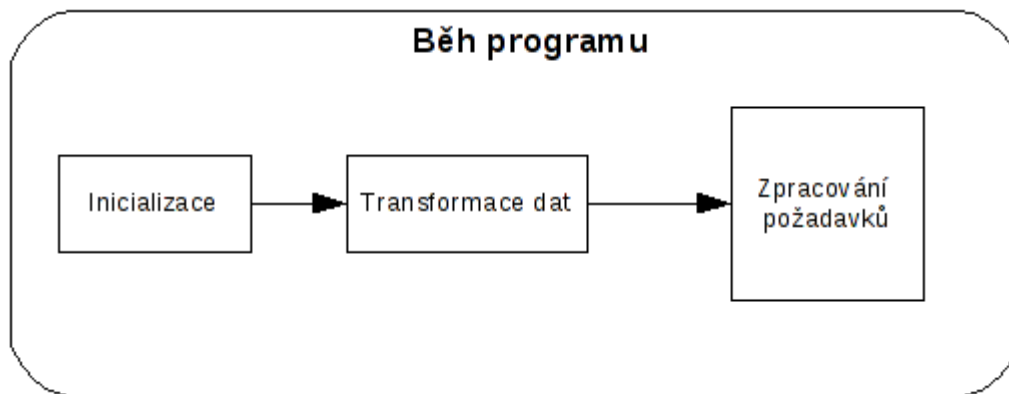 Běh programu
Inicializace
Transformace dat
Zpracování
požadavků